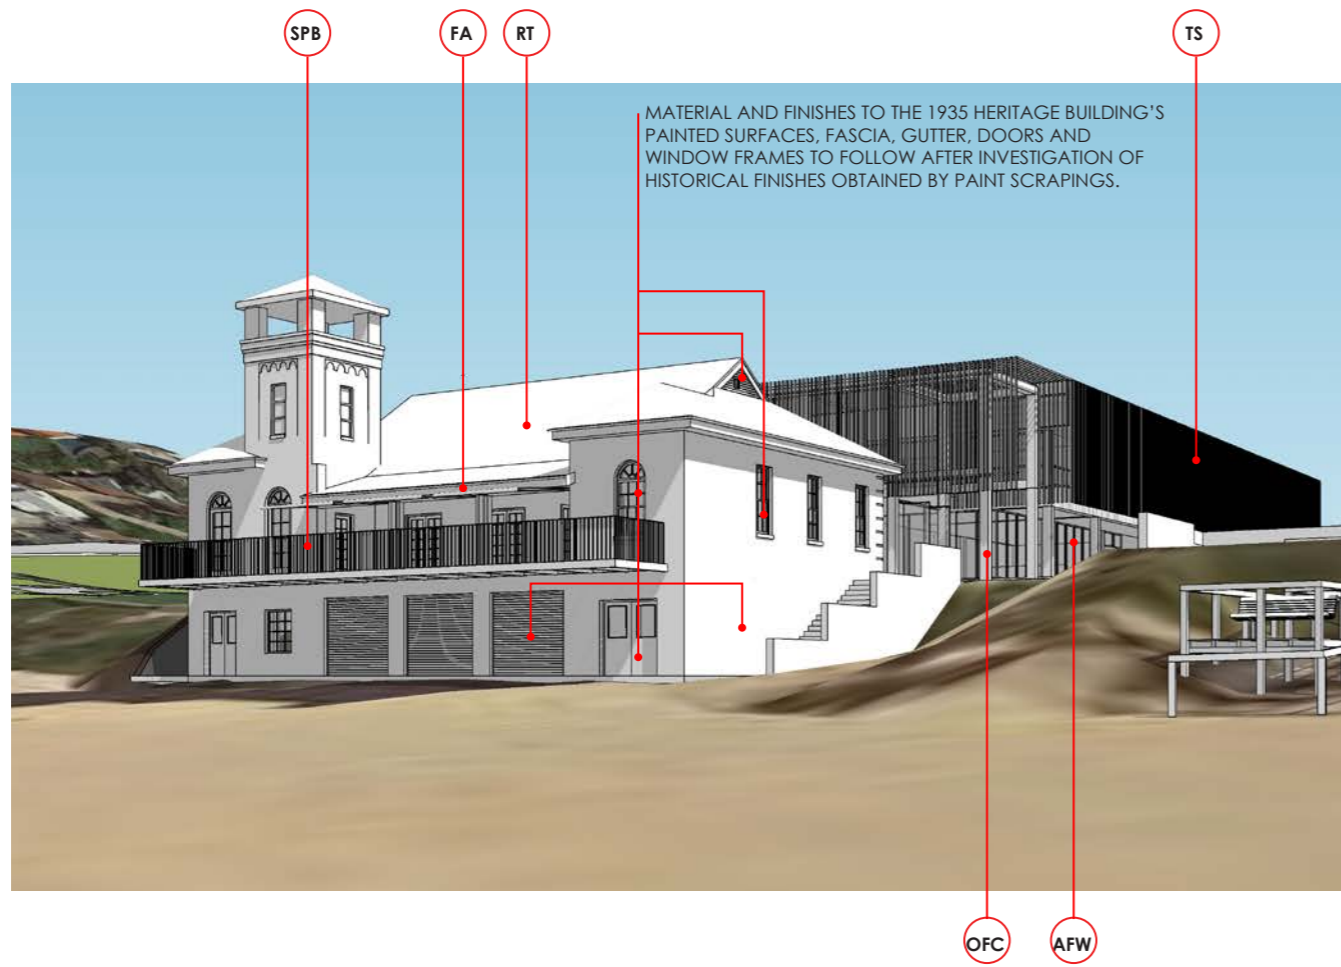 SPB
FA
RT
TS
MATERIAL AND FINISHES TO THE 1935 HERITAGE BUILDING’S
PAINTED SURFACES, FASCIA, GUTTER, DOORS AND
WINDOW FRAMES TO FOLLOW AFTER INVESTIGATION OF
HISTORICAL FINISHES OBTAINED BY PAINT SCRAPINGS.
OFC
AFW